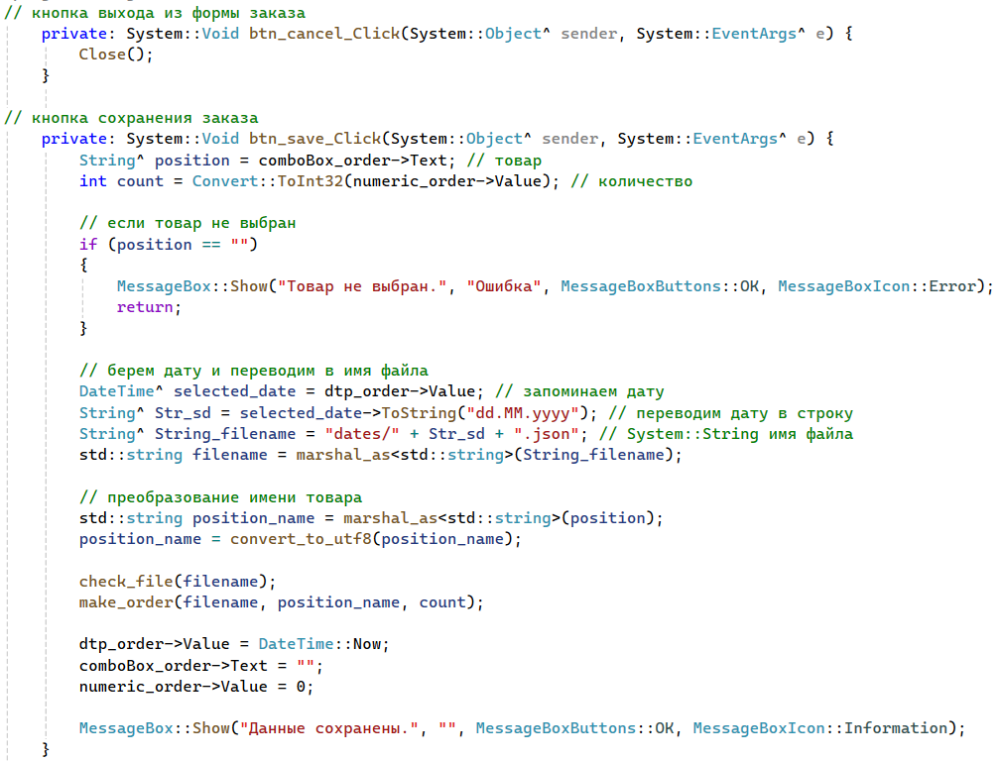 // кнопка выхода из формы заказа
private: System::Void btn_cancel_Click(System::Object^ sender, System::EventArgs^ e) {
Close();
}
// кнопка сохранения заказа
private: System::Void btn_save_Click(System::Object^ sender, System::EventArgs^ e) {
String^ position = comboBox_order->Text; // товар
int count = Convert::ToInt32(numeric_order->Value); // количество
// если товар не выбран
if (position == "")
{
MessageBox::Show("Товар не выбран.", "Ошибка", MessageBoxButtons::OK, MessageBoxIcon::Error);
return;
}
// берем дату и переводим в имя файла
DateTime^ selected_date = dtp_order->Value; // запоминаем дату
String^ Str_sd = selected_date->ToString("dd.MM.yyyy"); // переводим дату в строку
String^ String_filename = "dates/" + Str_sd + ".json"; // System::String имя файла
std::string filename = marshal_as<std::string>(String_filename);
// преобразование имени товара
std::string position_name = marshal_as<std::string>(position);
position_name = convert_to_utf8(position_name);
check_file(filename);
make_order(filename, position_name, count);
dtp_order->Value = DateTime::Now;
comboBox_order->Text = "";
numeric_order->Value = 0;
MessageBox::Show("Данные сохранены.", "", MessageBoxButtons::OK, MessageBoxIcon::Information);
}